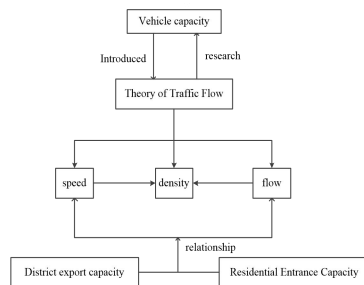 Vehicle capacity
Introduced
research
Theory of Traffic Flow
speed
density
flow
relationship
District export capacity
Residential Entrance Capacity